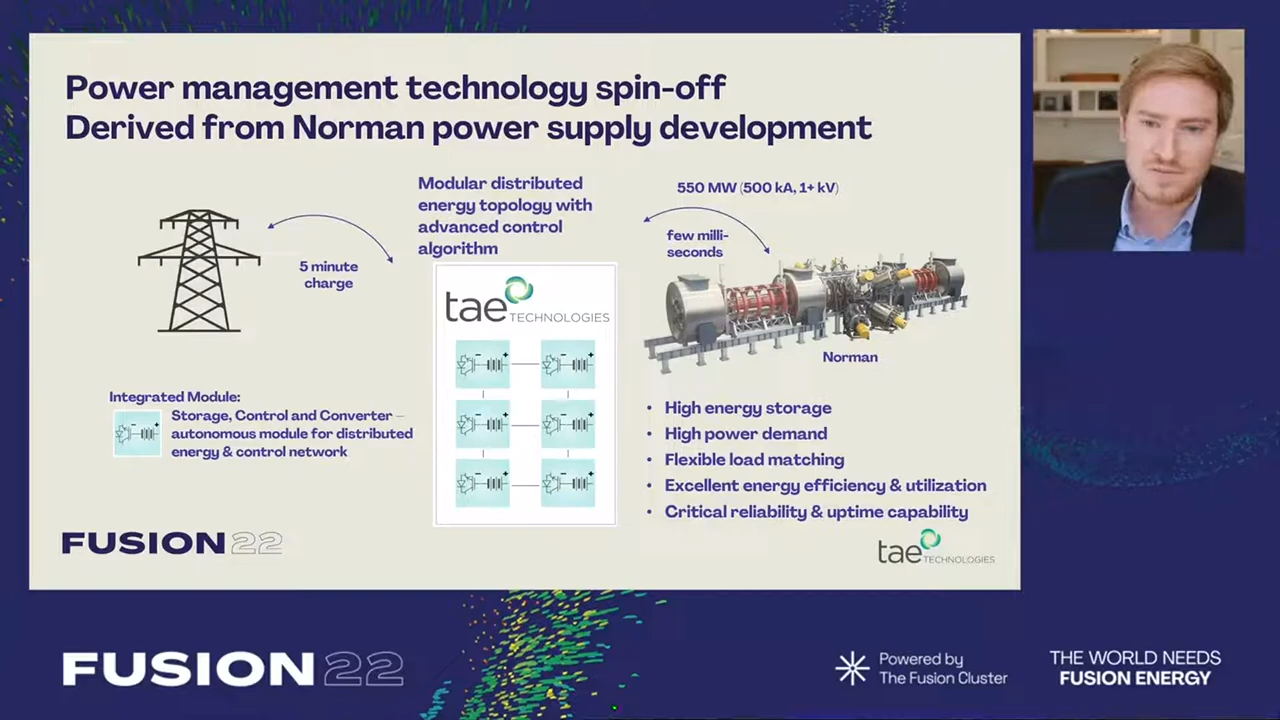 Power management technology spin-off
Derived from Norman power supply development
Modular distributed
energy topology with
advanced control
algorithm
550 MW (500 kA, 1+ kV)
few milli-
seconds
5 minute
charge
tae TECHNOLOGIES
Norman
Integrated Module:
Storage, Control and Converter –
autonomous module for distributed
energy & control network
• High energy storage
• High power demand
• Flexible load matching
• Excellent energy efficiency & utilization
• Critical reliability & uptime capability
FUSION 22
tae TECHNOLOGIES
FUSION 22
Powered by
The Fusion Cluster
THE WORLD NEEDS
FUSION ENERGY